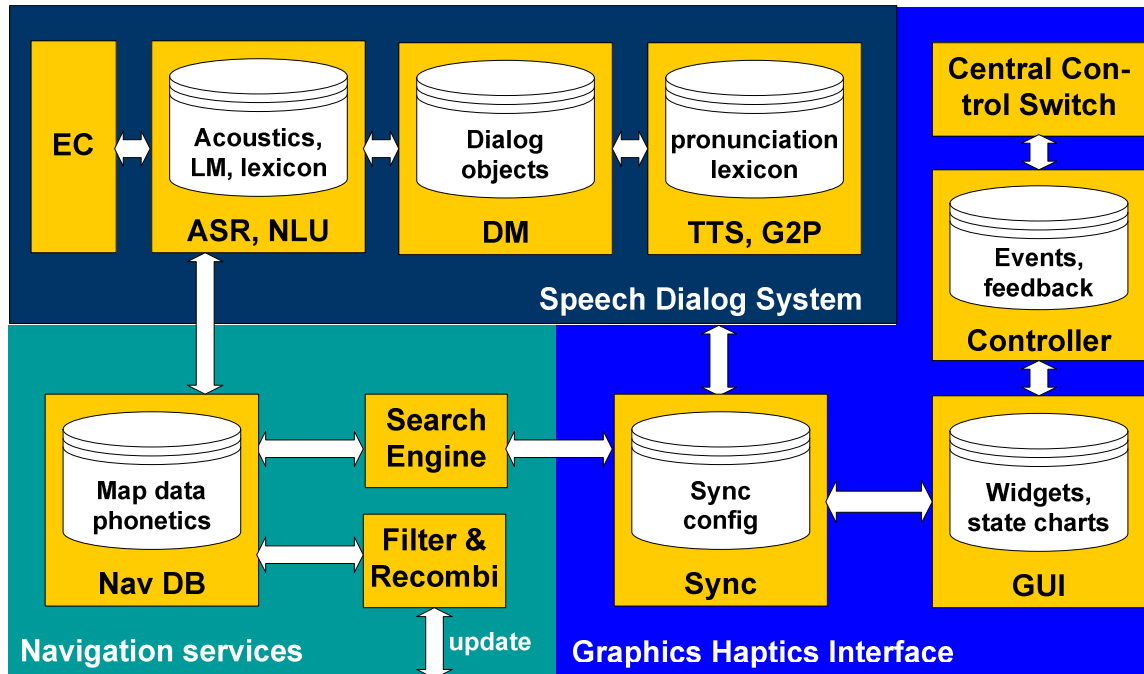 EC
Acoustics,
LM, lexicon
ASR, NLU
Dialog
objects
DM
pronunciation
lexicon
TTS, G2P
Speech Dialog System
Central Con-
trol Switch
Events,
feedback
Controller
Map data
phonetics
Nav DB
Search
Engine
Filter &
Recombi
update
Navigation services
Sync
config
Sync
Widgets,
state charts
GUI
Graphics Haptics Interface